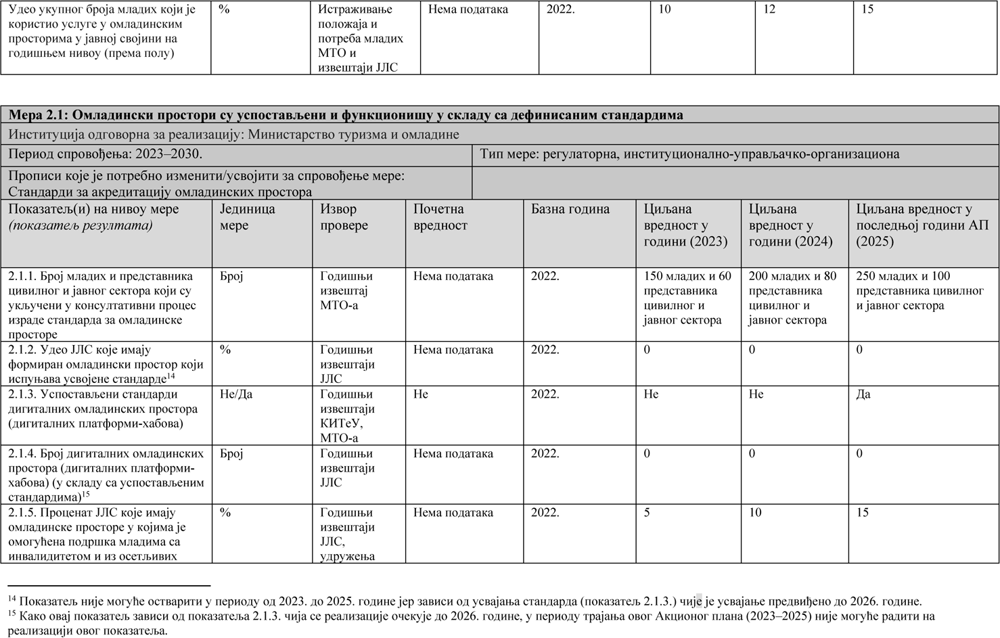 Удео укупног броја младих који је
користио услуге у омладинским
просторима у јавној својини на
годишњем нивоу (према полу)
%
Истраживање
положаја и
потреба младих
МТО и
извештаји ЈЛС
Нема податакa
2022.
10
12
15
Мера 2.1: Омладински простори су успостављени и функционишу у складу са дефинисаним стандардима
Институција одговорна за реализацију: Министарство туризма и омладине
Период спровођења: 2023–2030.
Тип мере: регулаторна, институционално-управљачко-организациона
Прописи које је потребно изменити/усвојити за спровођење мере:
Стандарди за акредитацију омладинских простора
Показатељ(и) на нивоу мере
(показатељ резултата)
Јединица
мере
Извор
провере
Почетна
вредност
Базна година
Циљана
вредност у
години (2023)
Циљана
вредност у
години (2024)
Циљана вредност у
последњој години АП
(2025)
2.1.1. Број младих и представника
цивилног и јавног сектора који су
укључени у консултативни процес
израде стандарда за омладинске
просторе
Број
Годишњи
извештај
МТО-а
Нема података
2022.
150 младих и 60
представника
цивилног и
јавног сектора
200 младих и 80
представника
цивилног и
јавног сектора
250 младих и 100
представника цивилног
и јавног сектора
2.1.2. Удео ЈЛС које имају
формиран омладински простор који
испуњава усвојене стандарде14
%
Годишњи
извештаји
ЈЛС
Нема података
2022.
0
0
0
2.1.3. Успостављени стандарди
дигиталних омладинских простора
(дигиталних платформи-хабова)
Не/Да
Годишњи
извештаји
КИТеУ,
МТО-а
Не
2022.
Не
Не
Да
2.1.4. Број дигиталних омладинских
простора (дигиталних платформи-
хабова) (у складу са успостављеним
стандардима)15
Број
Годишњи
извештаји
ЈЛС
Нема података
2022.
0
0
0
2.1.5. Проценат ЈЛС које имају
омладинске просторе у којима је
омогућена подршка младима са
инвалидитетом и из осетљивих
%
Годишњи
извештаји
ЈЛС,
удружења
Нема података
2022.
5
10
15
14 Показатељ није могуће остварити у периоду од 2023. до 2025. године јер зависи од усвајања стандарда (показатељ 2.1.3.) чије је усвајање предвиђено до 2026. године.
15 Како овај показатељ зависи од показатеља 2.1.3. чија се реализације очекује до 2026. године, у периоду трајања овог Акционог плана (2023–2025) није могуће радити на
реализацији овог показатеља.